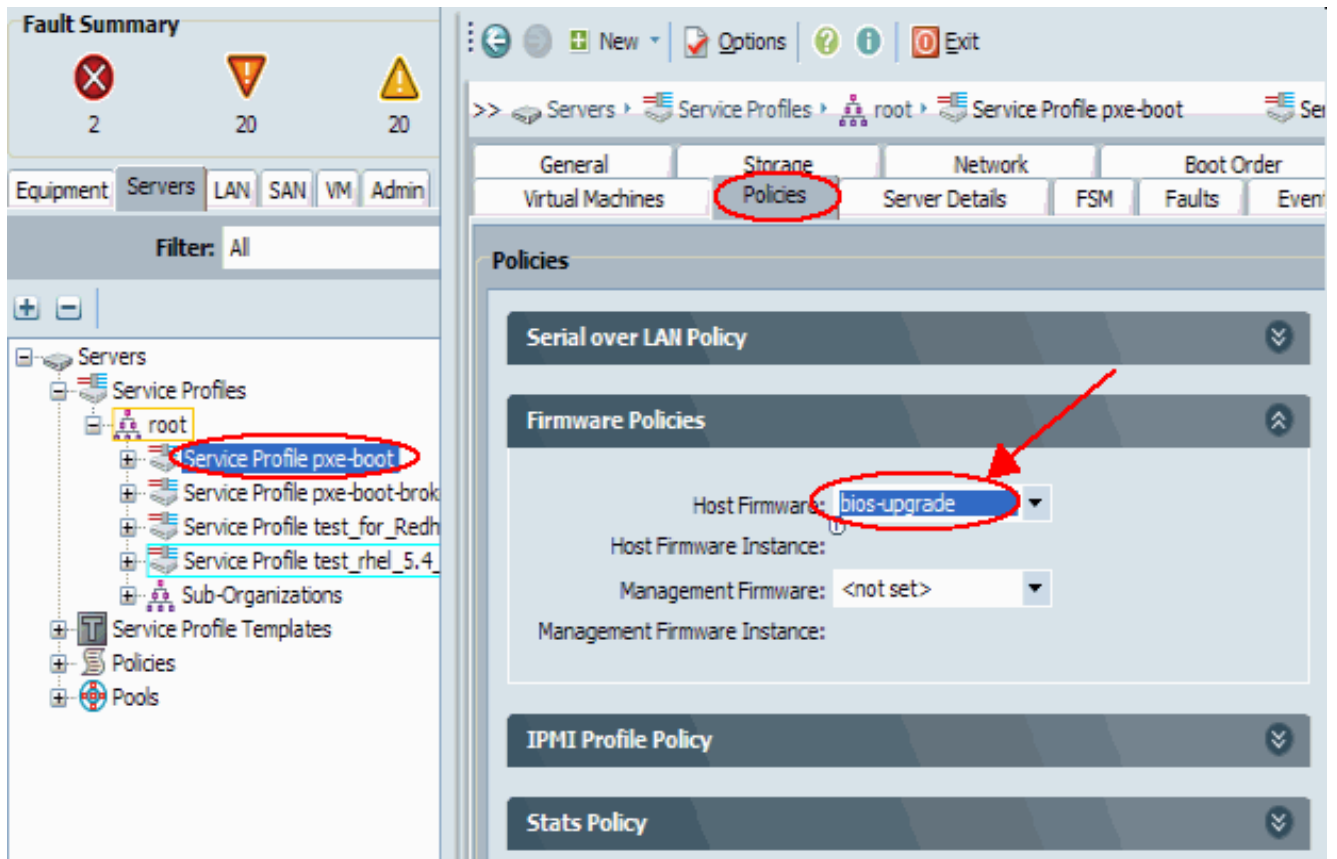 Fault Summary
2 20 20
Equipment Servers LAN SAN VM Admin
Filter: All
Servers
Service Profiles
root
Service Profile pxe-boot
Service Profile pxe-boot-brok
Service Profile test_for_Redh
Service Profile test_rhel_5.4_
Sub-Organizations
Service Profile Templates
Policies
Pools
New Options Exit
>> Servers Service Profiles root Service Profile pxe-boot Ser
General Storage Network Boot Order
Virtual Machines Policies Server Details FSM Faults Event
Policies
Serial over LAN Policy
Firmware Policies
Host Firmware: bios-upgrade
Host Firmware Instance:
Management Firmware: <not set>
Management Firmware Instance:
IPMI Profile Policy
Stats Policy